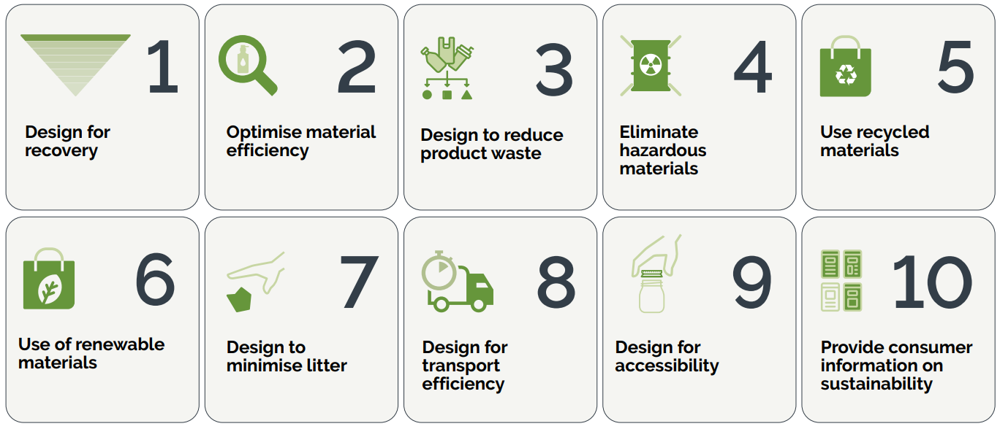 1
Design for
recovery
2
Optimise material
efficiency
3
Design to reduce
product waste
4
Eliminate
hazardous
materials
5
Use recycled
materials
6
Use of renewable
materials
7
Design to
minimise litter
8
Design for
transport
efficiency
9
Design for
accessibility
10
Provide consumer
information on
sustainability